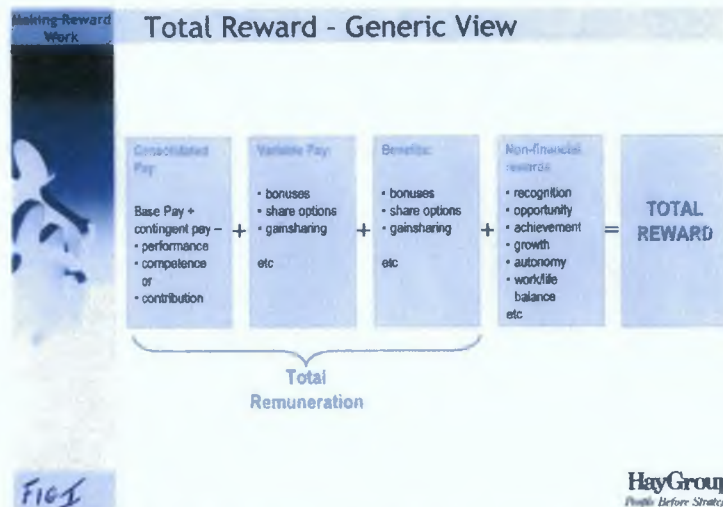 Making Reward
Work
Total Reward - Generic View
Consolidated
Pay:
Base Pay +
contingent pay –
• performance
• competence
or
• contribution
+
Variable Pay:
• bonuses
• share options
• gainsharing
etc
+
Benefits:
• bonuses
• share options
• gainsharing
etc
+
Non-financial
rewards
• recognition
• opportunity
• achievement
• growth
• autonomy
• work/life
balance
etc
=
TOTAL
REWARD
Total
Remuneration
FIG I
HayGroup
People Before Strategy